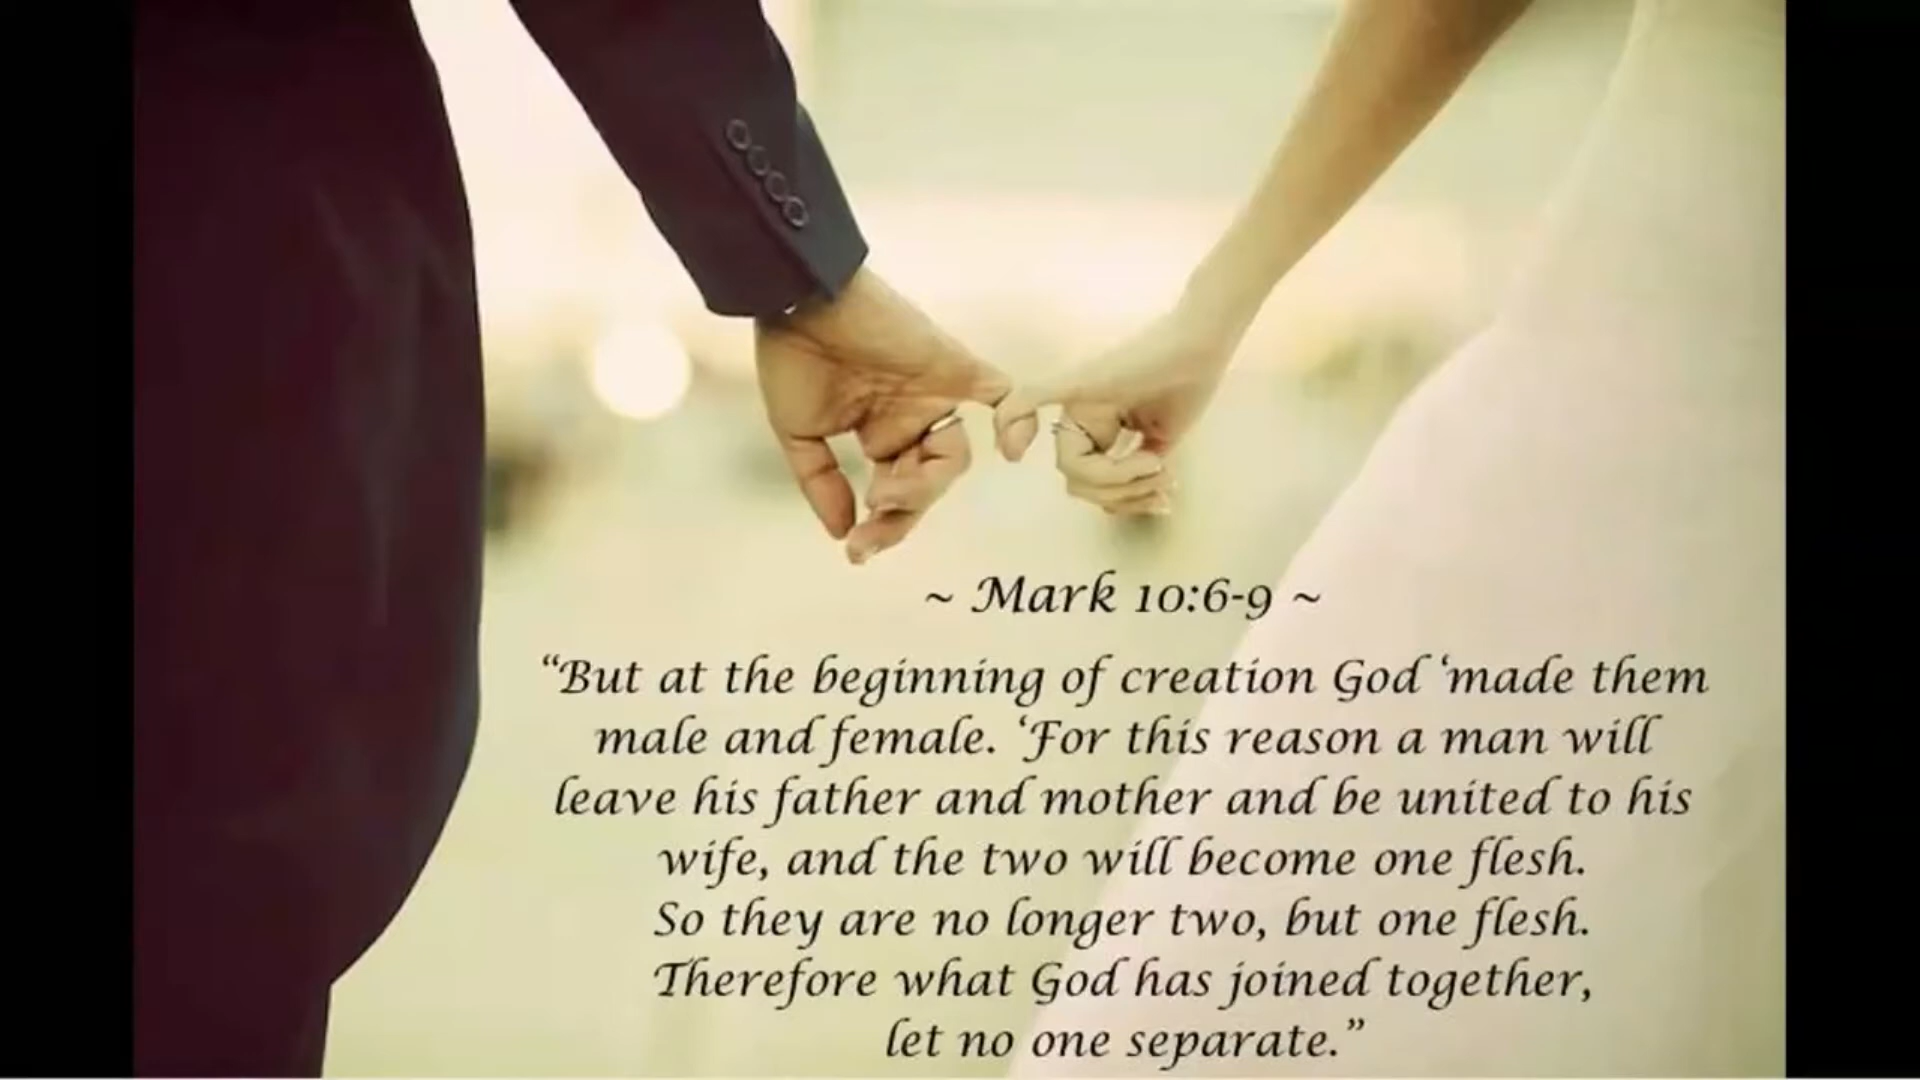 ~ Mark 10:6-9 ~
“But at the beginning of creation God ‘made them
male and female. ‘For this reason a man will
leave his father and mother and be united to his
wife, and the two will become one flesh.
So they are no longer two, but one flesh.
Therefore what God has joined together,
let no one separate.”